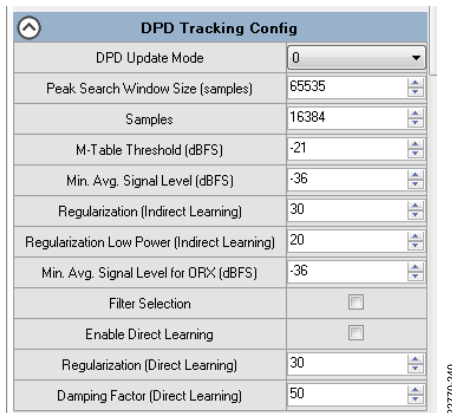 DPD Tracking Config
DPD Update Mode 0
Peak Search Window Size (samples) 65535
Samples 16384
M-Table Threshold (dBFS) -21
Min. Avg. Signal Level (dBFS) -36
Regularization (Indirect Learning) 30
Regularization Low Power (Indirect Learning) 20
Min. Avg. Signal Level for ORX (dBFS) -36
Filter Selection
Enable Direct Learning
Regularization (Direct Learning) 30
Damping Factor (Direct Learning) 50
22770-249